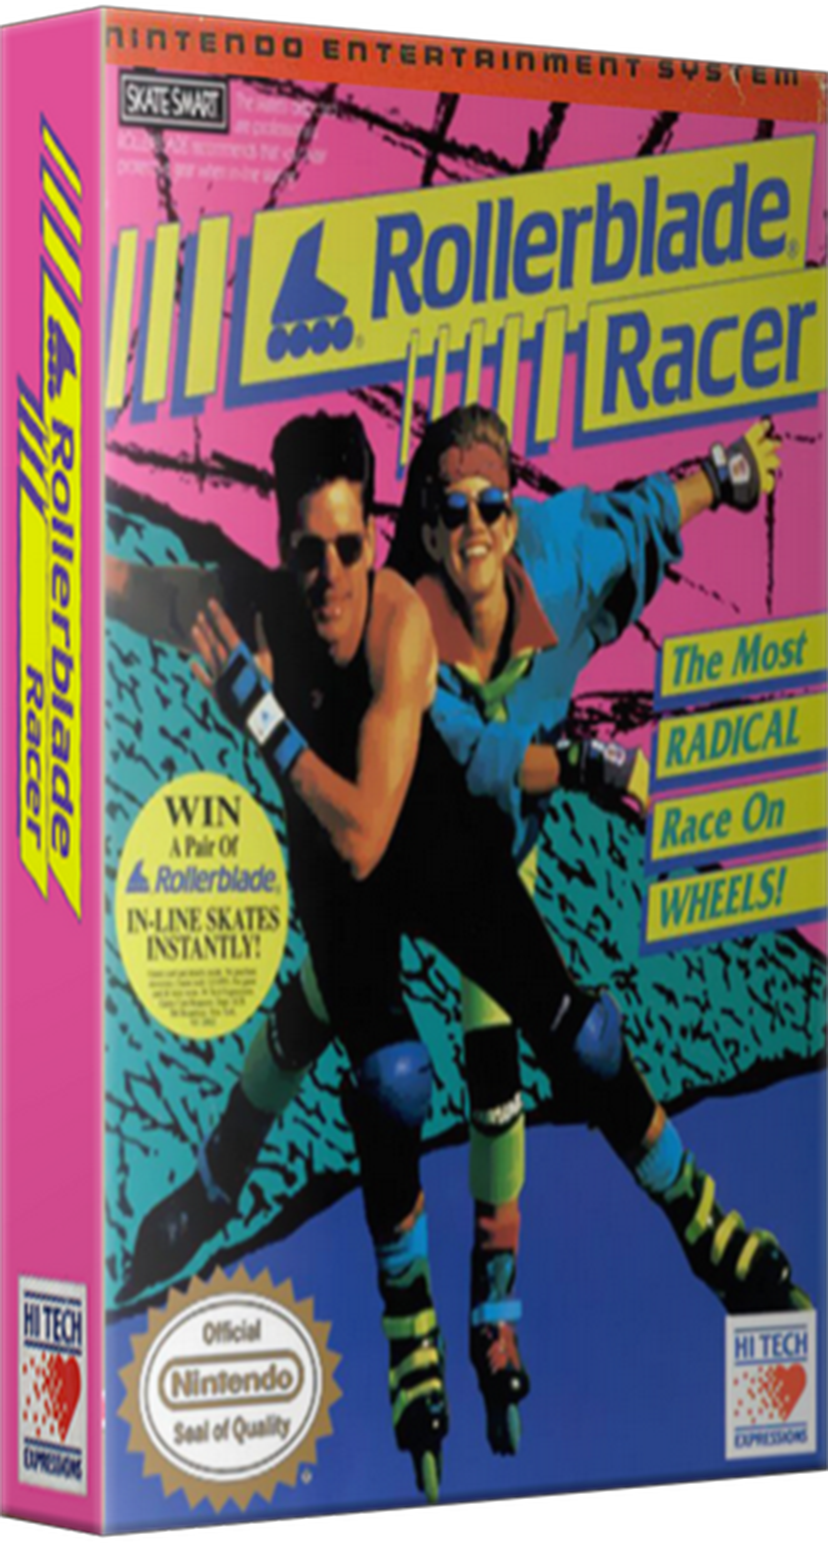 NINTENDO ENTERTAINMENT SYSTEM
SKATE SMART
Rollerblade®
Racer
The Most
RADICAL
Race On
WHEELS!
WIN
A Pair Of
Rollerblade®
IN-LINE SKATES
INSTANTLY!
Official
Nintendo
Seal of Quality
HI TECH
EXPRESSIONS
Rollerblade
Racer
HI TECH
EXPRESSIONS